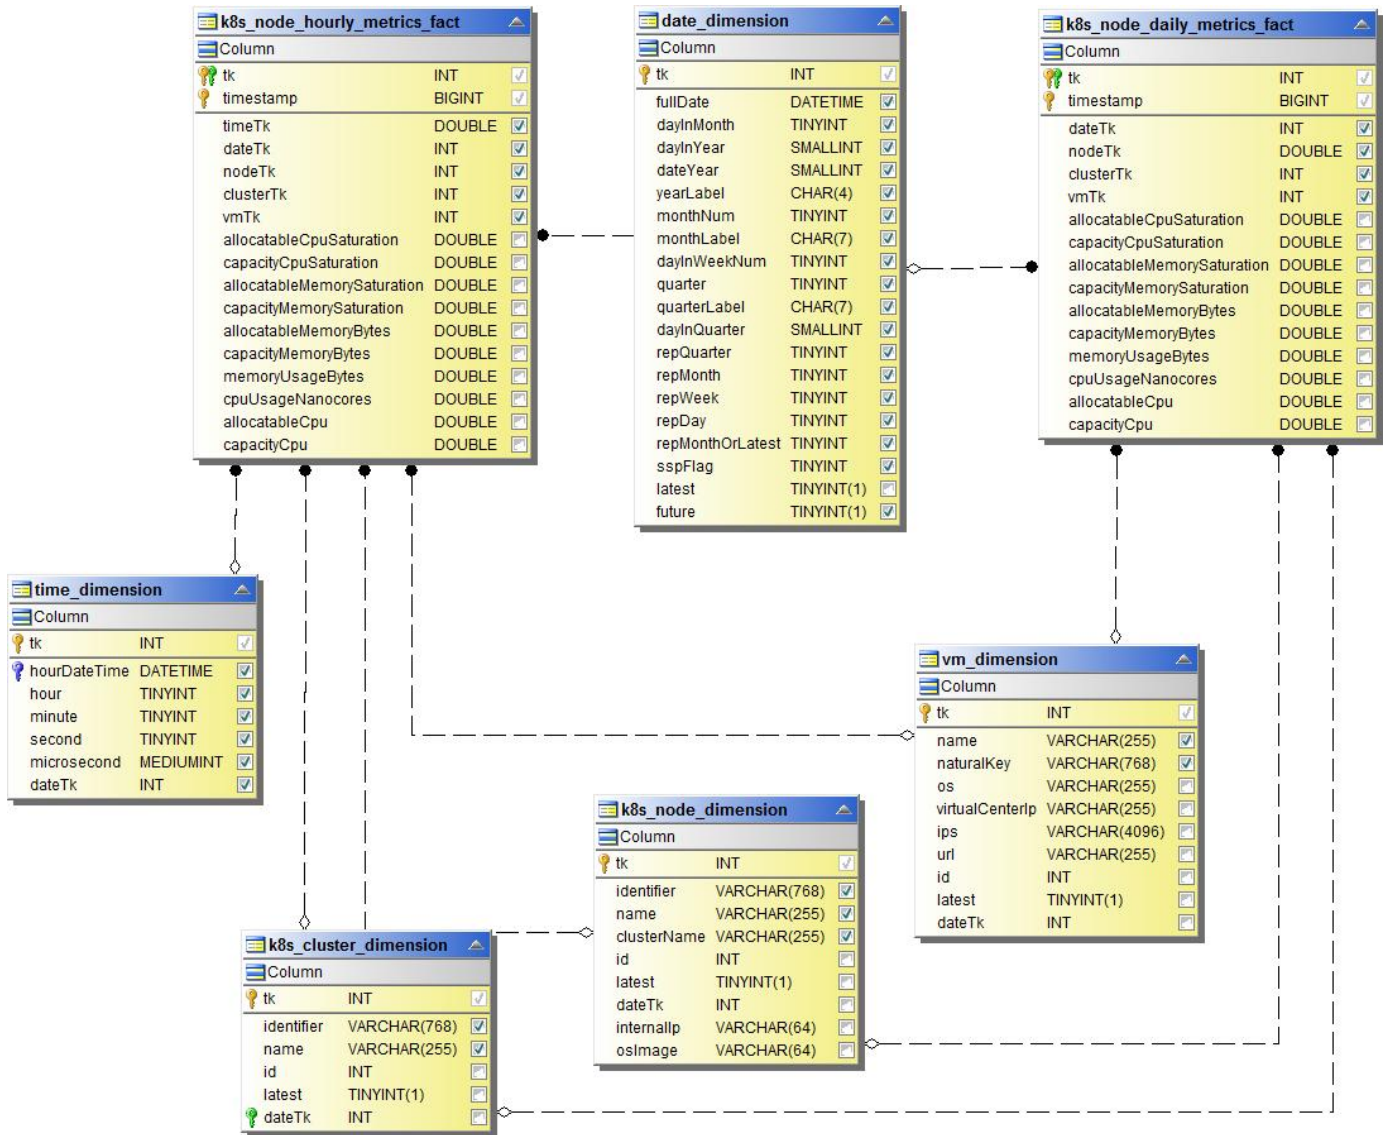 k8s_node_hourly_metrics_fact
Column
tk INT
timestamp BIGINT
timeTk DOUBLE
dateTk INT
nodeTk INT
clusterTk INT
vmTk INT
allocatableCpuSaturation DOUBLE
capacityCpuSaturation DOUBLE
allocatableMemorySaturation DOUBLE
capacityMemorySaturation DOUBLE
allocatableMemoryBytes DOUBLE
capacityMemoryBytes DOUBLE
memoryUsageBytes DOUBLE
cpuUsageNanocores DOUBLE
allocatableCpu DOUBLE
capacityCpu DOUBLE
date_dimension
Column
tk INT
fullDate DATETIME
dayInMonth TINYINT
dayInYear SMALLINT
dateYear SMALLINT
yearLabel CHAR(4)
monthNum TINYINT
monthLabel CHAR(7)
dayInWeekNum TINYINT
quarter TINYINT
quarterLabel CHAR(7)
dayInQuarter SMALLINT
repQuarter TINYINT
repMonth TINYINT
repWeek TINYINT
repDay TINYINT
repMonthOrLatest TINYINT
sspFlag TINYINT
latest TINYINT(1)
future TINYINT(1)
k8s_node_daily_metrics_fact
Column
tk INT
timestamp BIGINT
dateTk INT
nodeTk DOUBLE
clusterTk INT
vmTk INT
allocatableCpuSaturation DOUBLE
capacityCpuSaturation DOUBLE
allocatableMemorySaturation DOUBLE
capacityMemorySaturation DOUBLE
allocatableMemoryBytes DOUBLE
capacityMemoryBytes DOUBLE
memoryUsageBytes DOUBLE
cpuUsageNanocores DOUBLE
allocatableCpu DOUBLE
capacityCpu DOUBLE
time_dimension
Column
tk INT
hourDateTime DATETIME
hour TINYINT
minute TINYINT
second TINYINT
microsecond MEDIUMINT
dateTk INT
vm_dimension
Column
tk INT
name VARCHAR(255)
naturalKey VARCHAR(768)
os VARCHAR(255)
virtualCenterIp VARCHAR(255)
ips VARCHAR(4096)
url VARCHAR(255)
id INT
latest TINYINT(1)
dateTk INT
k8s_node_dimension
Column
tk INT
identifier VARCHAR(768)
name VARCHAR(255)
clusterName VARCHAR(255)
id INT
latest TINYINT(1)
dateTk INT
internalIp VARCHAR(64)
osImage VARCHAR(64)
k8s_cluster_dimension
Column
tk INT
identifier VARCHAR(768)
name VARCHAR(255)
id INT
latest TINYINT(1)
dateTk INT